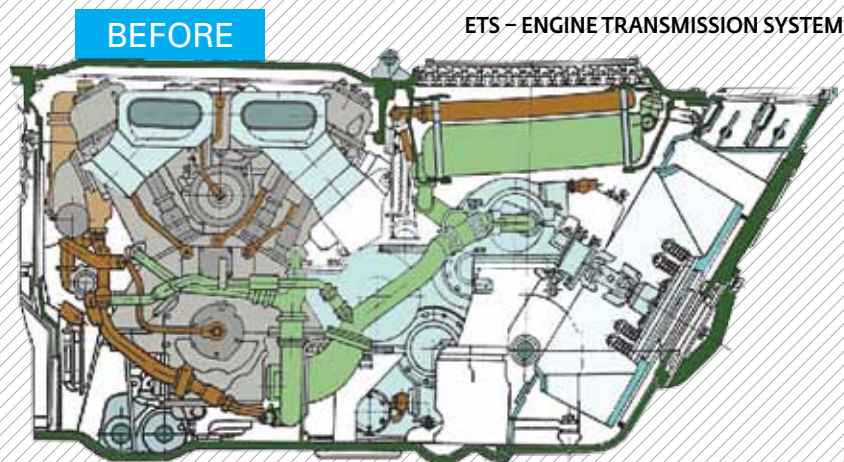 BEFORE
ETS – ENGINE TRANSMISSION SYSTEM